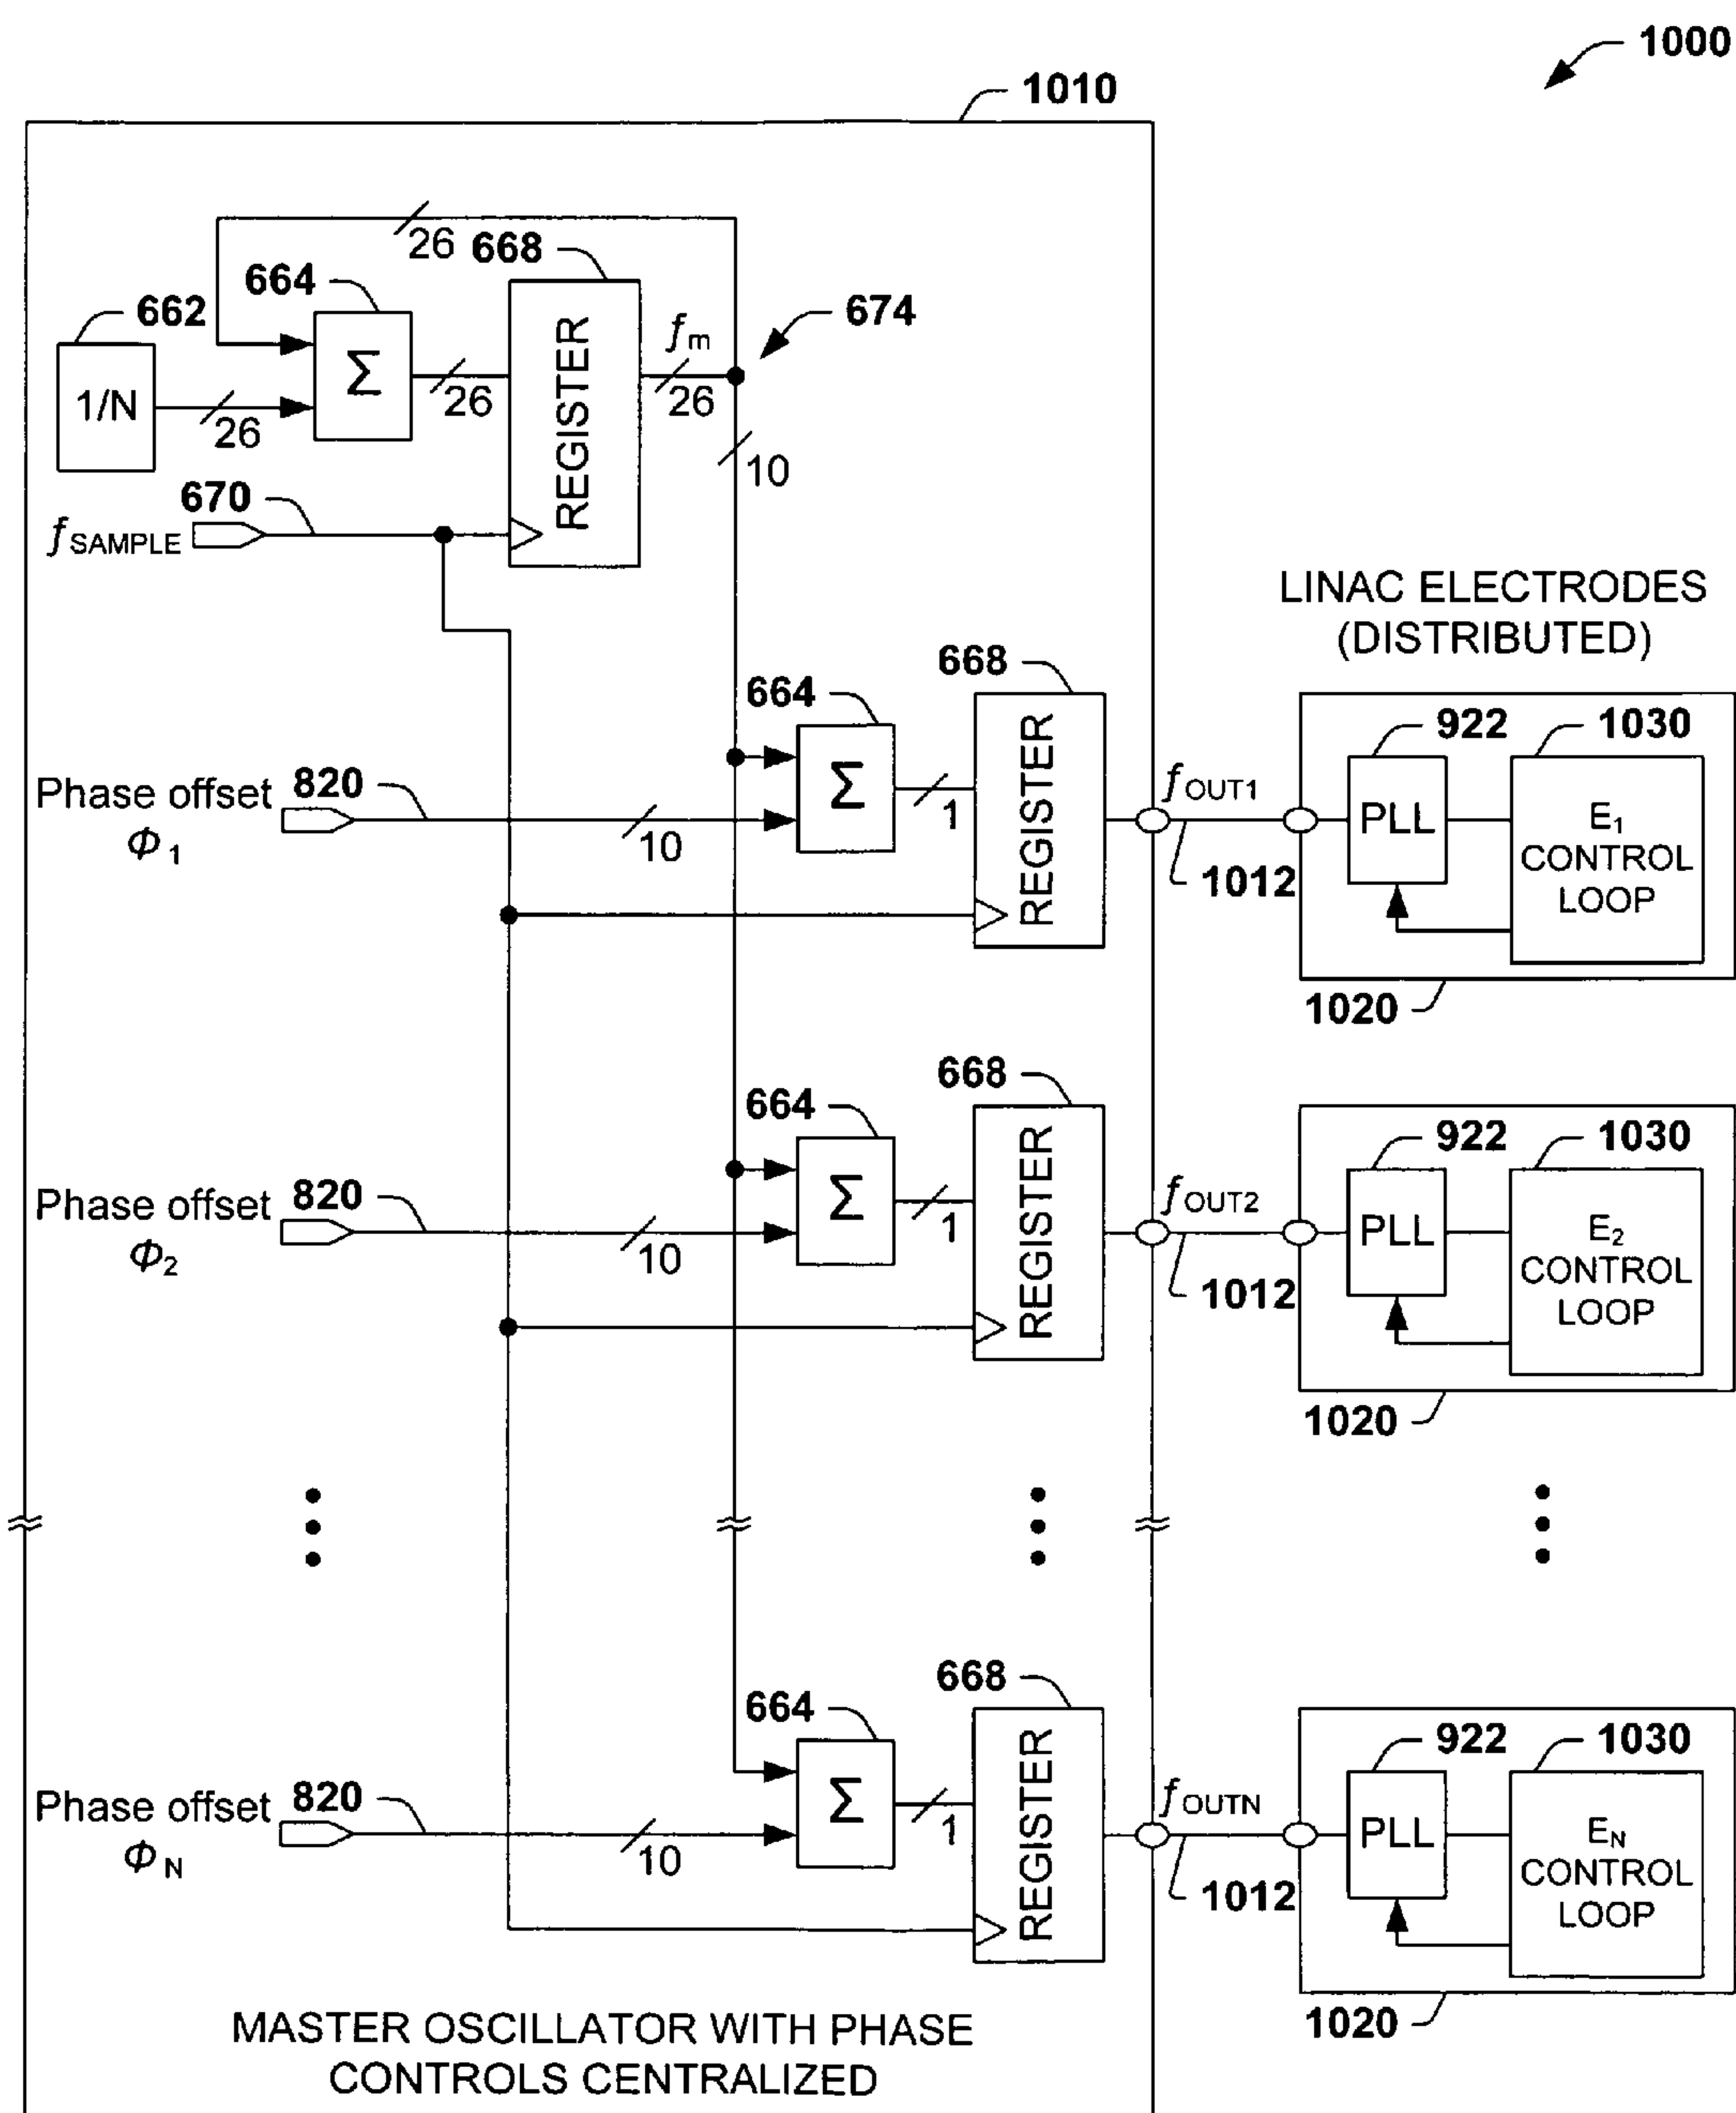 1000
1010
26
668
664
662
674
fm
Σ
REGISTER
1/N
26
26
26
10
670
fSAMPLE
LINAC ELECTRODES
(DISTRIBUTED)
668
664
922
1030
Phase offset
Φ1
820
10
Σ
1
REGISTER
fOUT1
1012
PLL
E1
CONTROL
LOOP
1020
668
664
922
1030
Phase offset
Φ2
820
10
Σ
1
REGISTER
fOUT2
1012
PLL
E2
CONTROL
LOOP
1020
668
664
922
1030
Phase offset
ΦN
820
10
Σ
1
REGISTER
fOUTN
1012
PLL
EN
CONTROL
LOOP
1020
MASTER OSCILLATOR WITH PHASE
CONTROLS CENTRALIZED